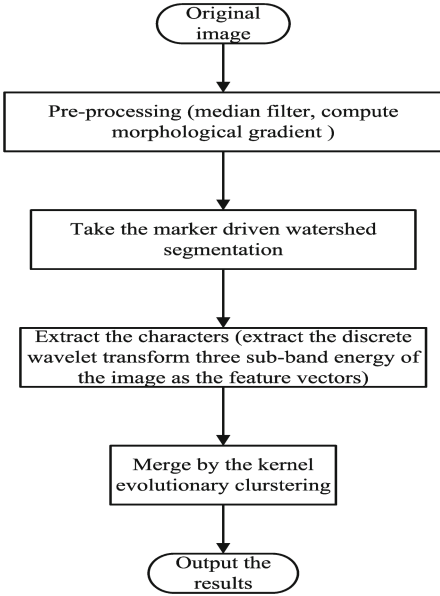 Original
image
Pre-processing (median filter, compute
morphological gradient )
Take the marker driven watershed
segmentation
Extract the characters (extract the discrete
wavelet transform three sub-band energy of
the image as the feature vectors)
Merge by the kernel
evolutionary clurstering
Output the
results